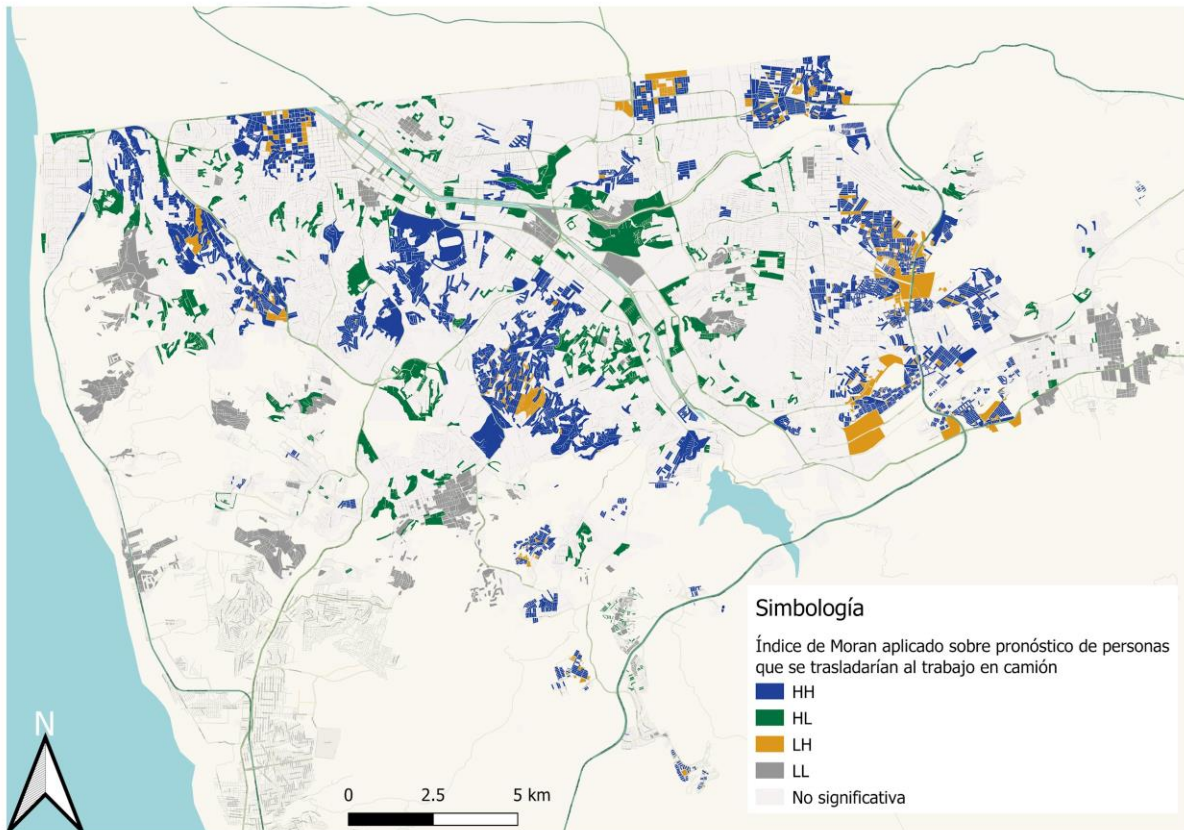 Simbología
Índice de Moran aplicado sobre pronóstico de personas
que se trasladarían al trabajo en camión
HH
HL
LH
LL
No significativa
N
0 2.5 5 km